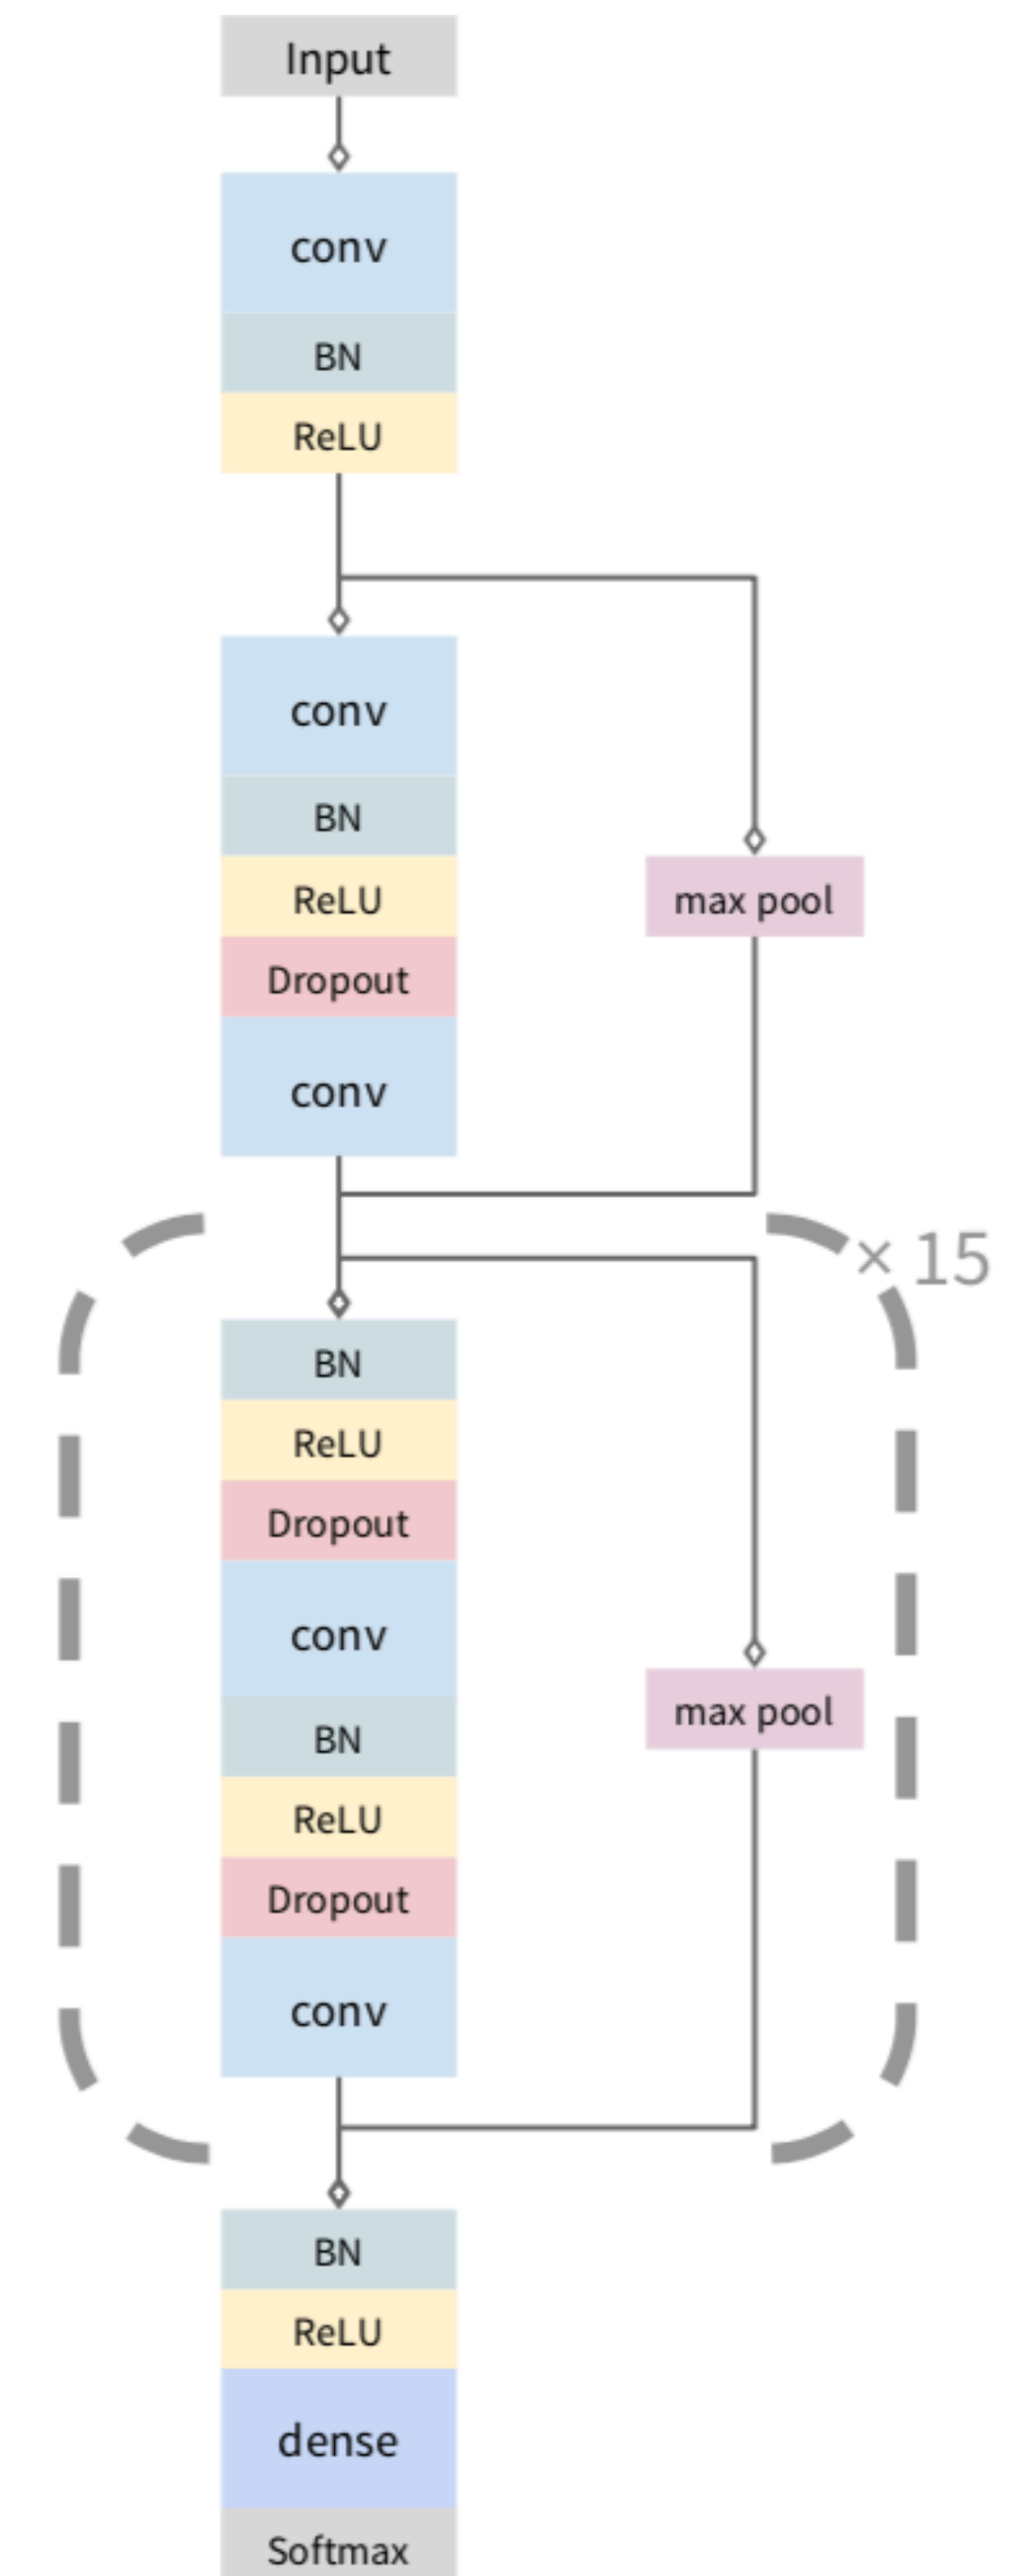 Input
conv
BN
ReLU
conv
BN
ReLU
max pool
Dropout
conv
× 15
BN
ReLU
Dropout
conv
max pool
BN
ReLU
Dropout
conv
BN
ReLU
dense
Softmax